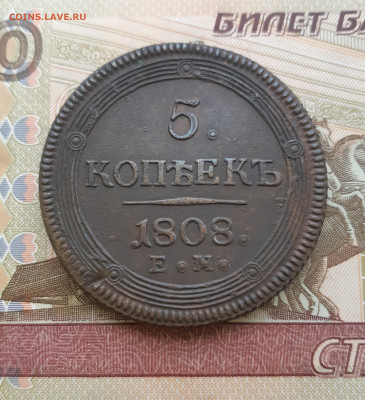 COINS.LAVE.RU
БИЛЕТ БА
5.
КОПѢЕКЪ
1808.
Е. М.
СТ